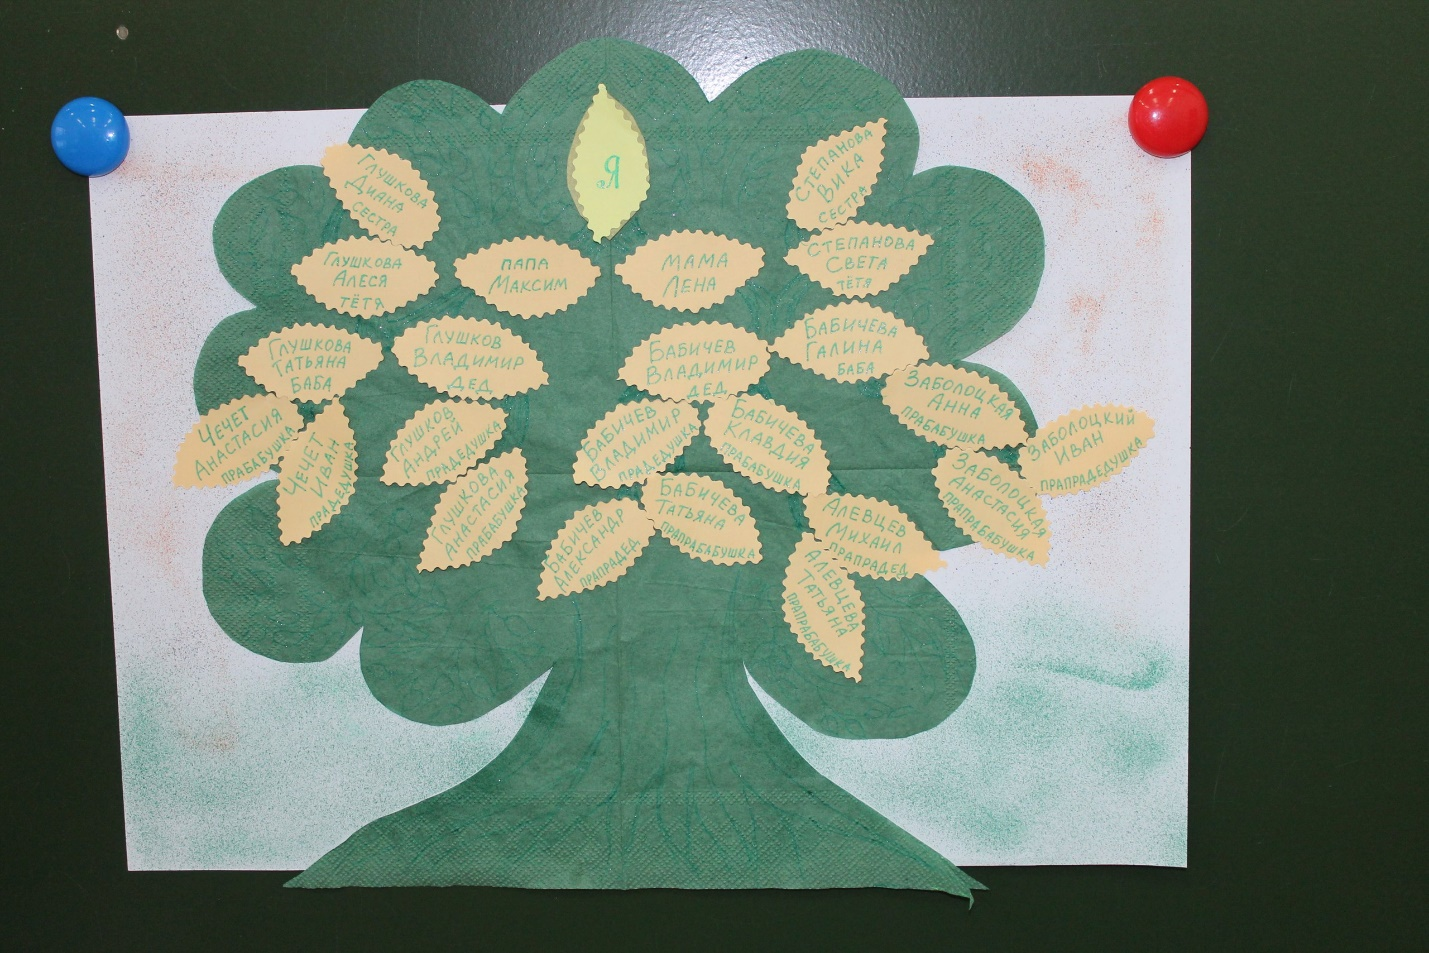 Я
Глушкова
Диана
сестра
Степанова
Вика
сестра
Глушкова
Алеся
тётя
папа
Максим
мама
Лена
Степанова
Света
тётя
Глушкова
Татьяна
баба
Глушков
Владимир
дед
Бабичев
Владимир
дед
Бабичева
Галина
баба
Чечет
Анастасия
прабабушка
Чечет
Иван
прадедушка
Глушков
Андрей
прадедушка
Глушкова
Анастасия
прабабушка
Бабичев
Владимир
прадедушка
Бабичева
Клавдия
прабабушка
Заболоцкая
Анна
прабабушка
Заболоцкий
Иван
прапрадедушка
Заболоцкая
Анастасия
прапрабабушка
Бабичев
Александр
прапрадед
Бабичева
Татьяна
прапрабабушка
Алевцев
Михаил
прапрадед
Алевцева
Татьяна
прапрабабушка